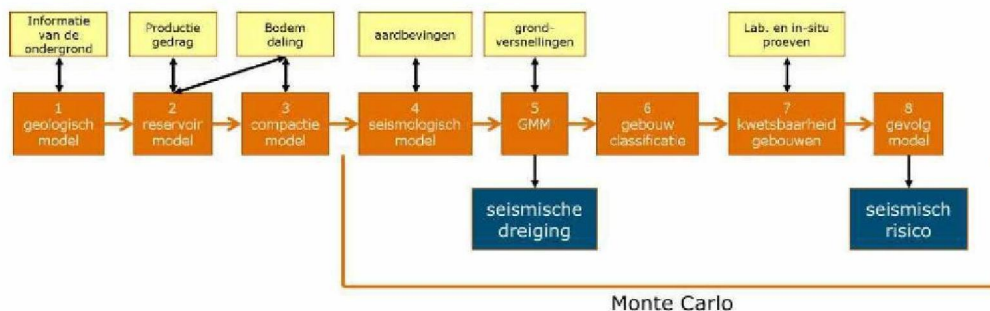 Informatie
van de
ondergrond
Productie
gedrag
Bodem
daling
aardbevingen
grond-
versnellingen
Lab. en in-situ
proeven
1
geologisch
model
2
reservoir
model
3
compactie
model
4
seismologisch
model
5
GMM
6
gebouw
classificatie
7
kwetsbaarheid
gebouwen
8
gevolg
model
seismische
dreiging
seismisch
risico
Monte Carlo